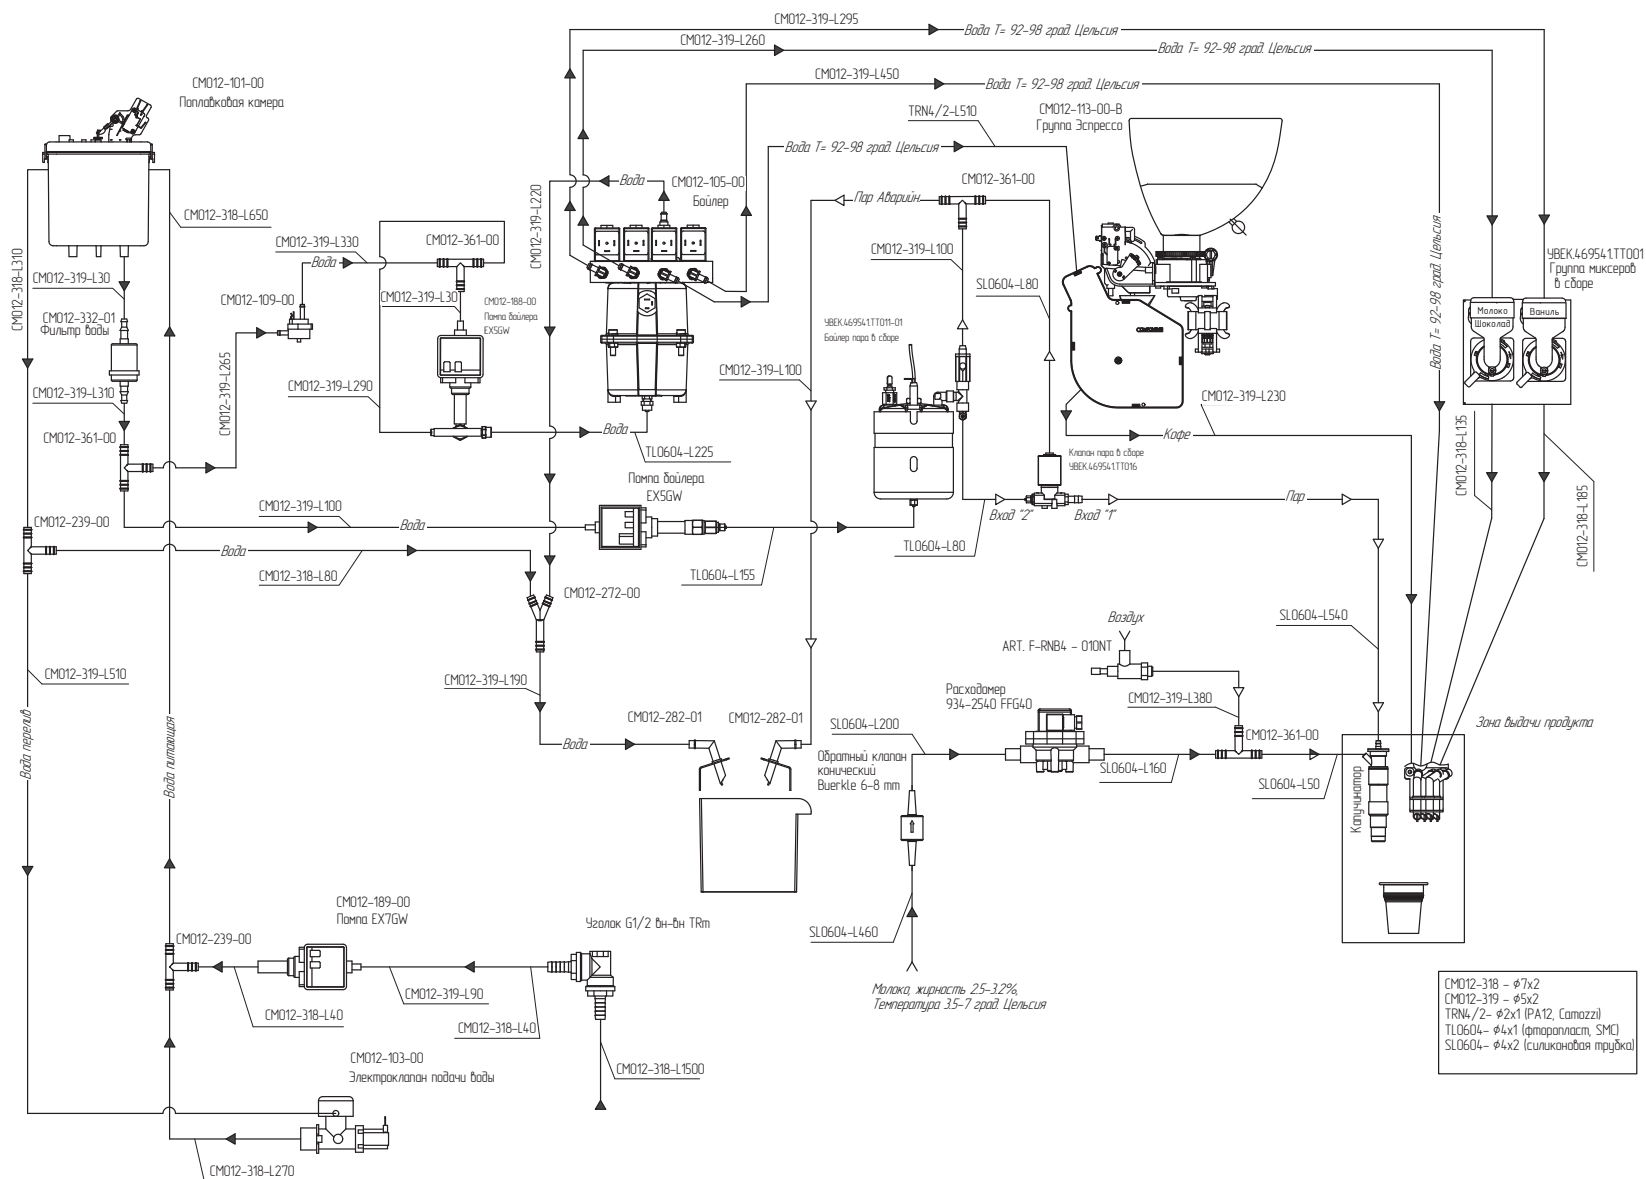 СМ012-319-L295
Вода Т= 92-98 град. Цельсия
СМ012-319-L260
Вода Т= 92-98 град. Цельсия
СМ012-319-L450
Вода Т= 92-98 град. Цельсия
СМ012-101-00
Поплавковая камера
TRN4/2-L510
СМ012-113-00-В
Группа Эспрессо
Вода Т= 92-98 град. Цельсия
Вода
СМ012-105-00
Бойлер
СМ012-361-00
Пар Аварийн.
СМ012-319-L220
СМ012-318-L650
СМ012-318-L310
СМ012-319-L330
СМ012-361-00
Вода
СМ012-319-L100
Вода Т= 92-98 град. Цельсия
УВЕК.469541.ТТ001
Группа миксеров
в сборе
СМ012-319-L30
SL0604-L80
СМ012-109-00
СМ012-319-L30
СМ012-188-00
Помпа бойлера
EX5GW
Молоко
Ваниль
Шоколад
СМ012-332-01
Фильтр воды
УВЕК.469541.ТТ011-01
Бойлер пара в сборе
COFFEEMAR
СМ012-319-L265
СМ012-319-L290
СМ012-319-L100
СМ012-319-L310
СМ012-319-L230
СМ012-361-00
Вода
Кофе
TL0604-L225
Клапан пара в сборе
УВЕК.469541.ТТ016
СМ012-318-L135
Помпа бойлера
EX5GW
СМ012-318-L185
Пар
СМ012-319-L100
Вход "2"
Вход "1"
СМ012-239-00
Вода
Вода
TL0604-L80
СМ012-318-L80
TL0604-L155
СМ012-272-00
Воздух
SL0604-L540
ART. F-RNB4 - 010NT
СМ012-319-L510
СМ012-319-L190
Расходомер
934-2540 FFG40
СМ012-319-L380
СМ012-282-01
СМ012-282-01
SL0604-L200
Зона выдачи продукта
Вода перелив
Вода питающая
СМ012-361-00
Вода
Обратный клапан
конический
Buerkle 6-8 mm
SL0604-L160
SL0604-L50
Капучинатор
СМ012-189-00
Помпа EX7GW
Уголок G1/2 вн-вн TRm
SL0604-L460
СМ012-239-00
Молоко, жирность 2.5-3.2%,
Температура 3.5-7 град. Цельсия
СМ012-319-L90
СМ012-318-L40
СМ012-318-L40
СМ012-318 - ф7х2
СМ012-319 - ф5х2
TRN4/2- ф2х1 (PA12, Camozzi)
TL0604- ф4х1 (фторопласт, SMC)
SL0604- ф4х2 (силиконовая трубка)
СМ012-103-00
Электроклапан подачи воды
СМ012-318-L1500
СМ012-318-L270